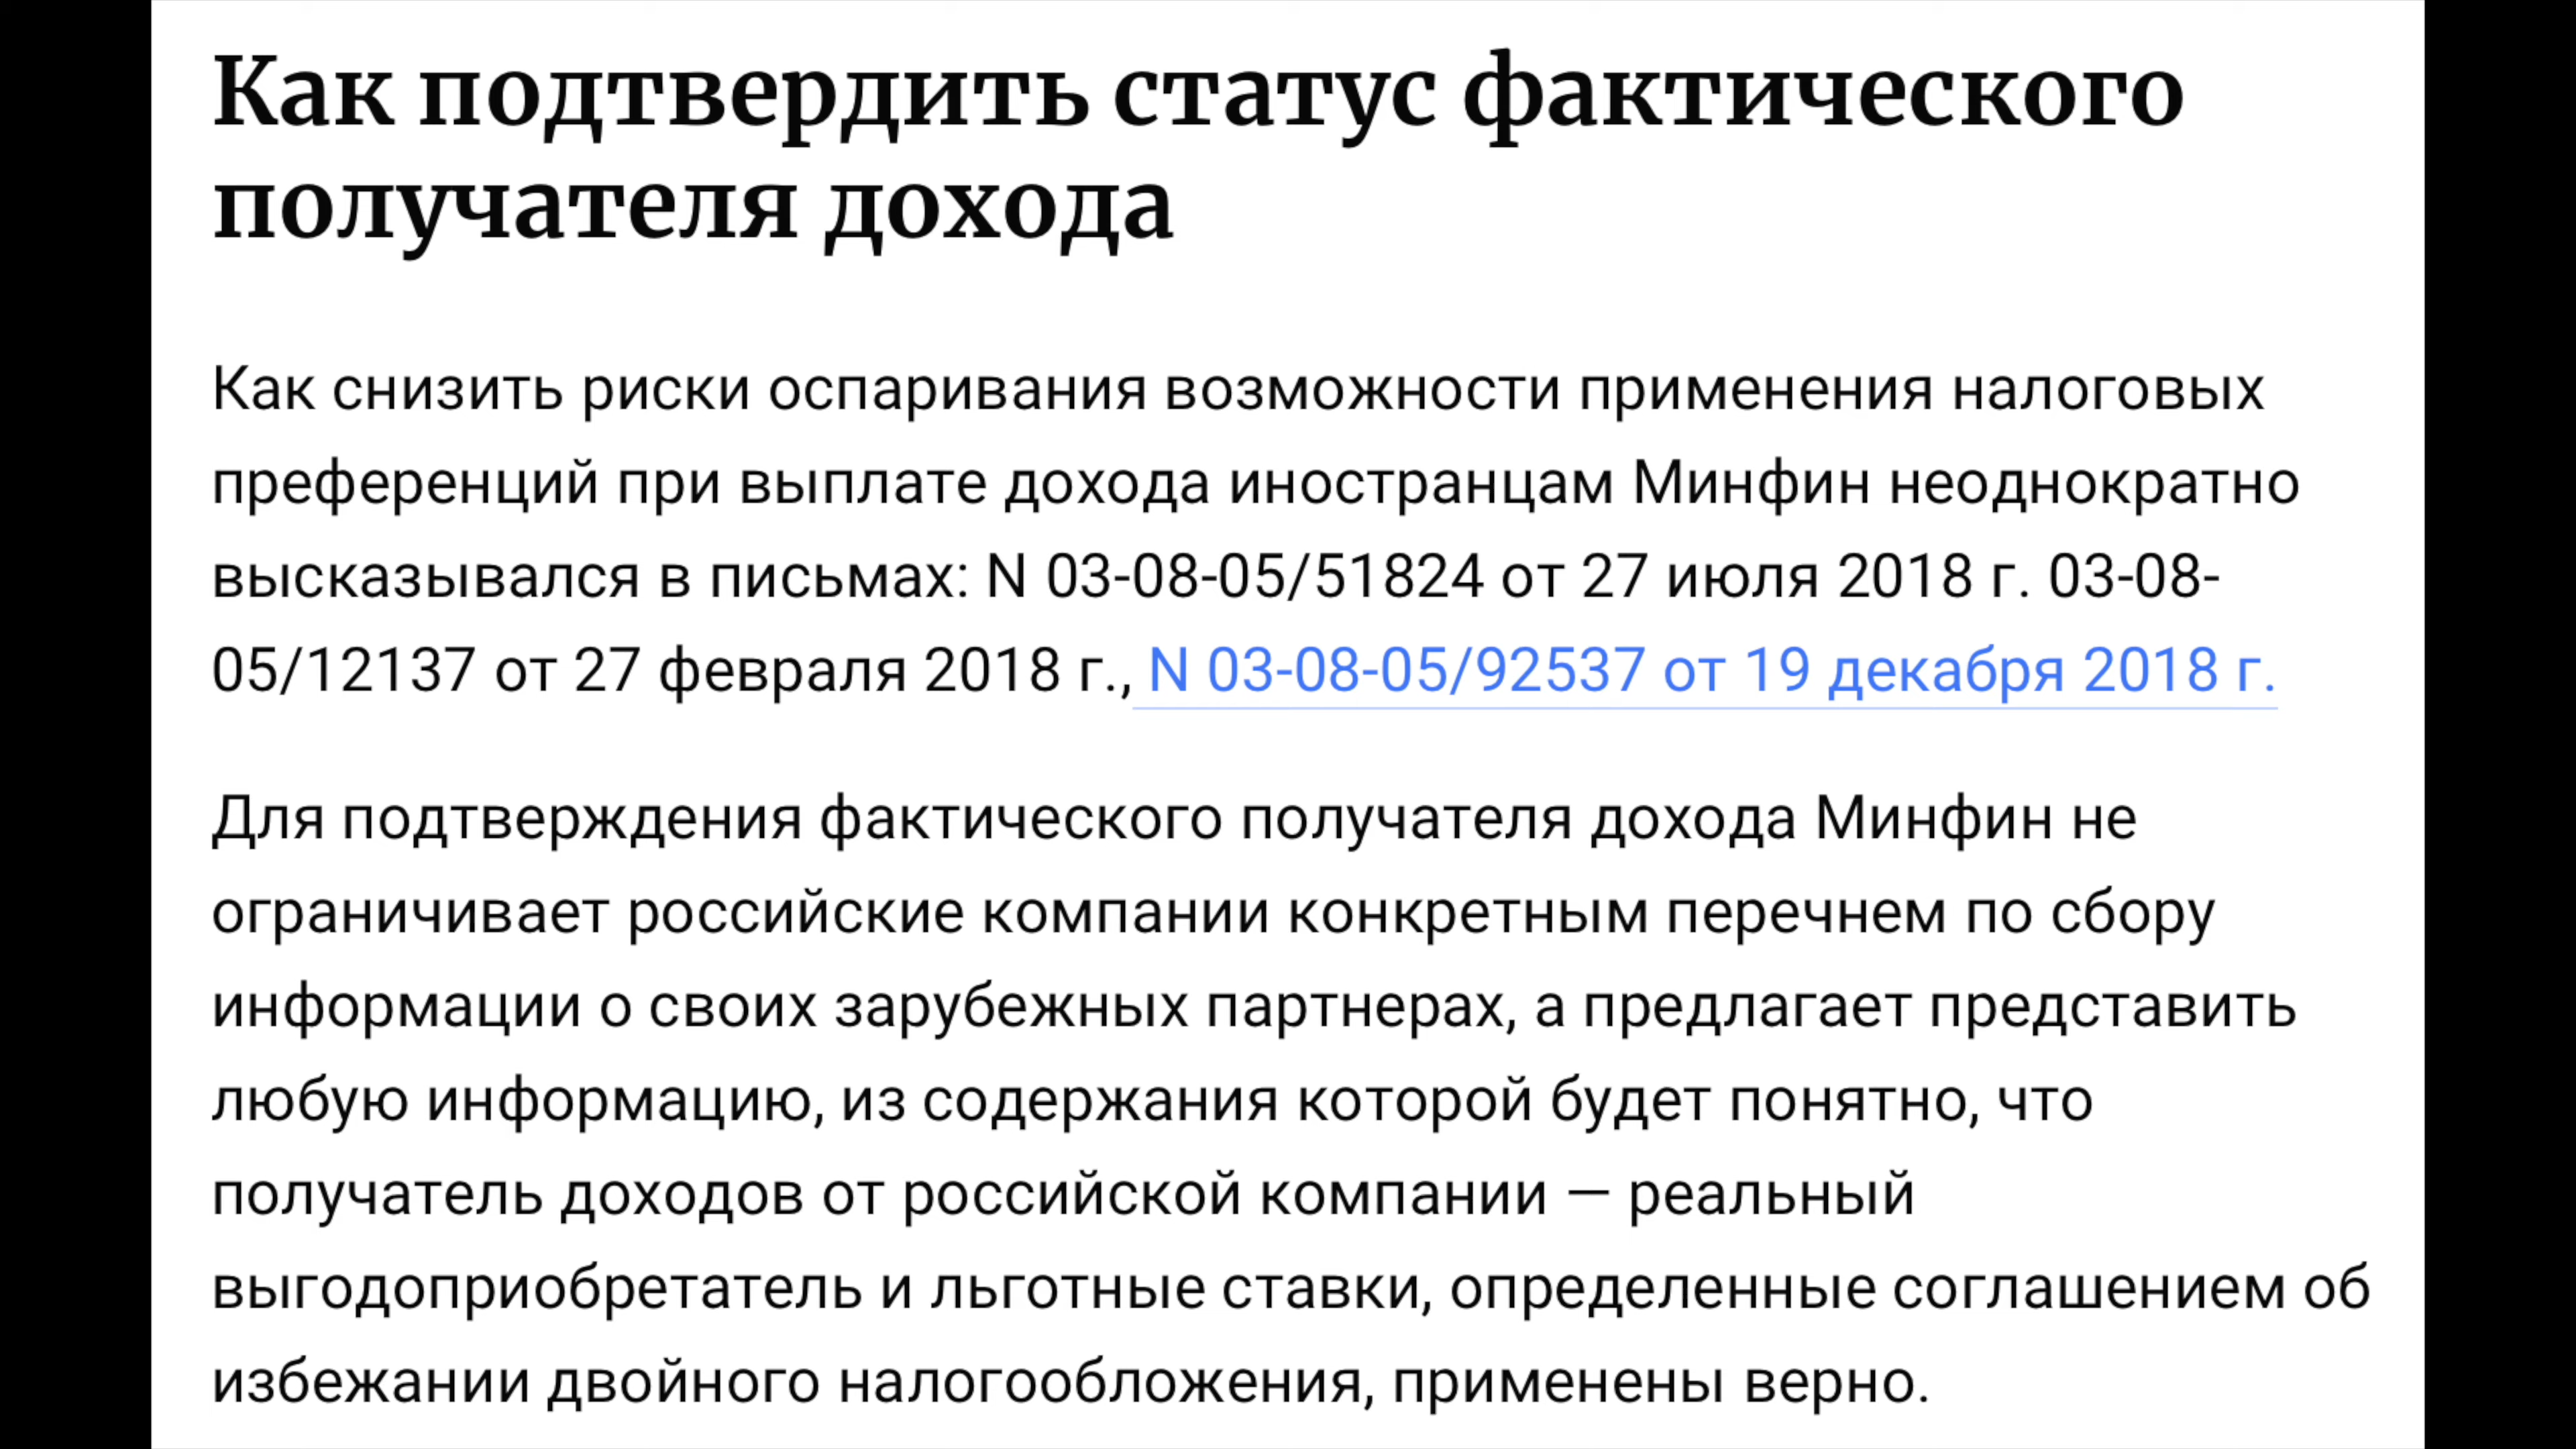 Как подтвердить статус фактического
получателя дохода
Как снизить риски оспаривания возможности применения налоговых
преференций при выплате дохода иностранцам Минфин неоднократно
высказывался в письмах: N 03-08-05/51824 от 27 июля 2018 г. 03-08-
05/12137 от 27 февраля 2018 г., N 03-08-05/92537 от 19 декабря 2018 г.
Для подтверждения фактического получателя дохода Минфин не
ограничивает российские компании конкретным перечнем по сбору
информации о своих зарубежных партнерах, а предлагает представить
любую информацию, из содержания которой будет понятно, что
получатель доходов от российской компании — реальный
выгодоприобретатель и льготные ставки, определенные соглашением об
избежании двойного налогообложения, применены верно.